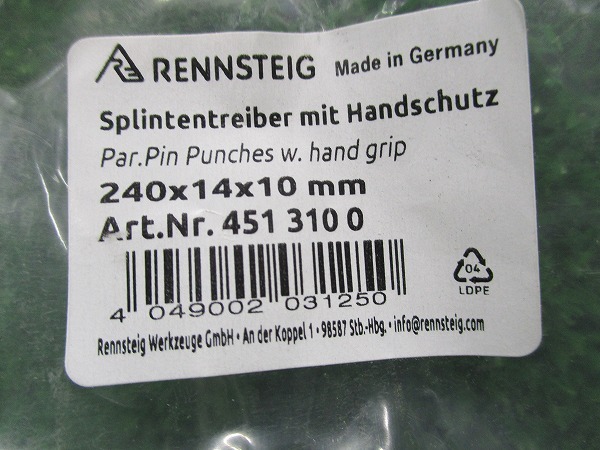 RENNSTEIG Made in Germany
Splintentreiber mit Handschutz
Par.Pin Punches w. hand grip
240x14x10 mm
Art.Nr. 451 310 0
4 049002 031250
04
LDPE
Rennsteig Werkzeuge GmbH • An der Koppel 1 • 98587 Stb.-Hbg. • info@rennsteig.com